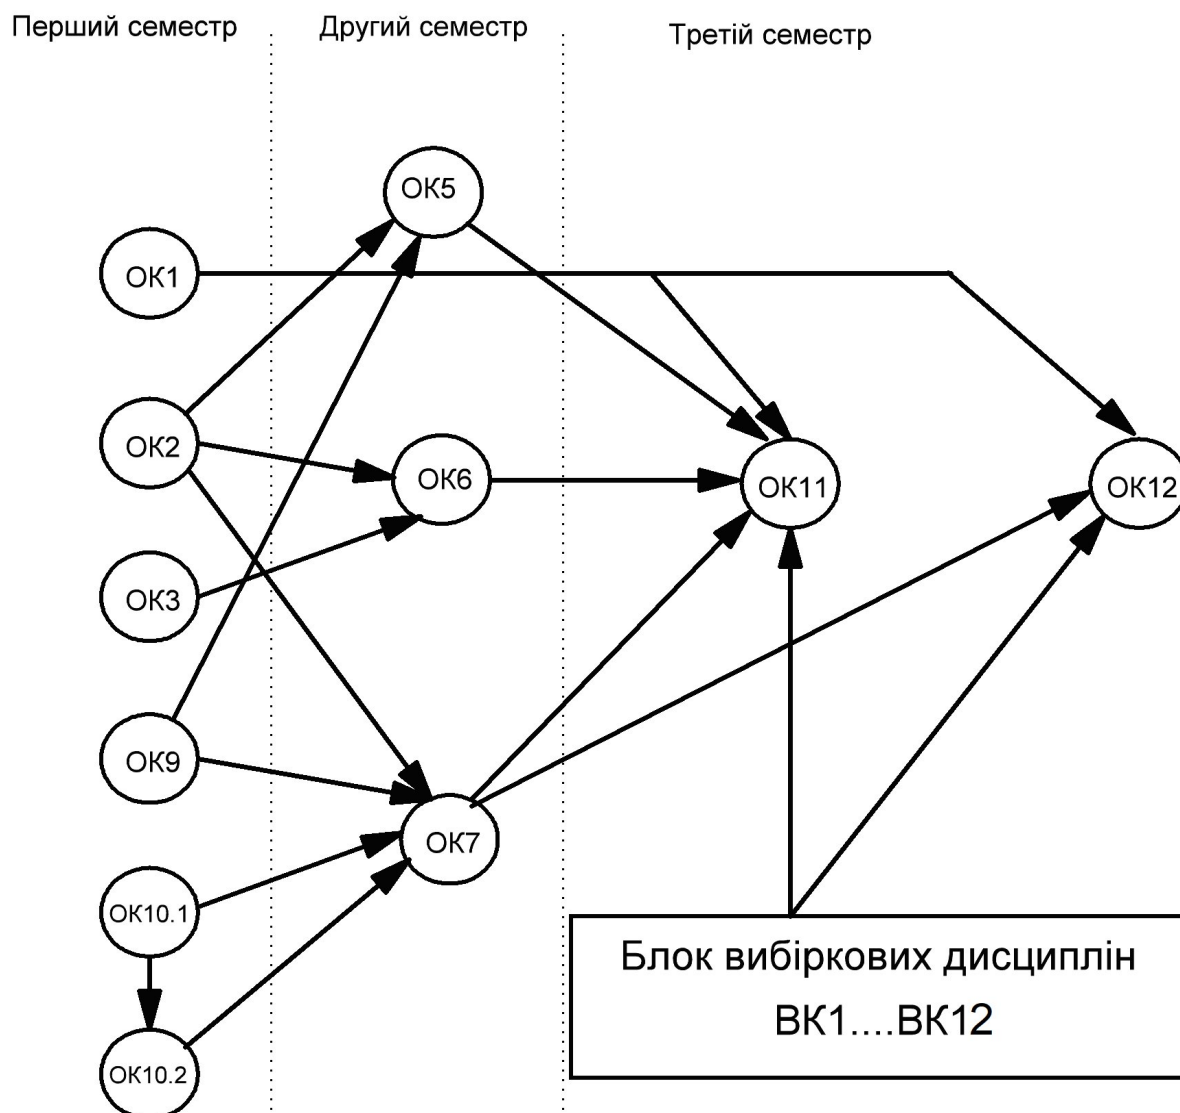 Перший семестр
Другий семестр
Третій семестр
ОК5
ОК1
ОК2
ОК6
ОК11
ОК12
ОК3
ОК9
ОК7
ОК10.1
ОК10.2
Блок вибіркових дисциплін
ВК1....ВК12